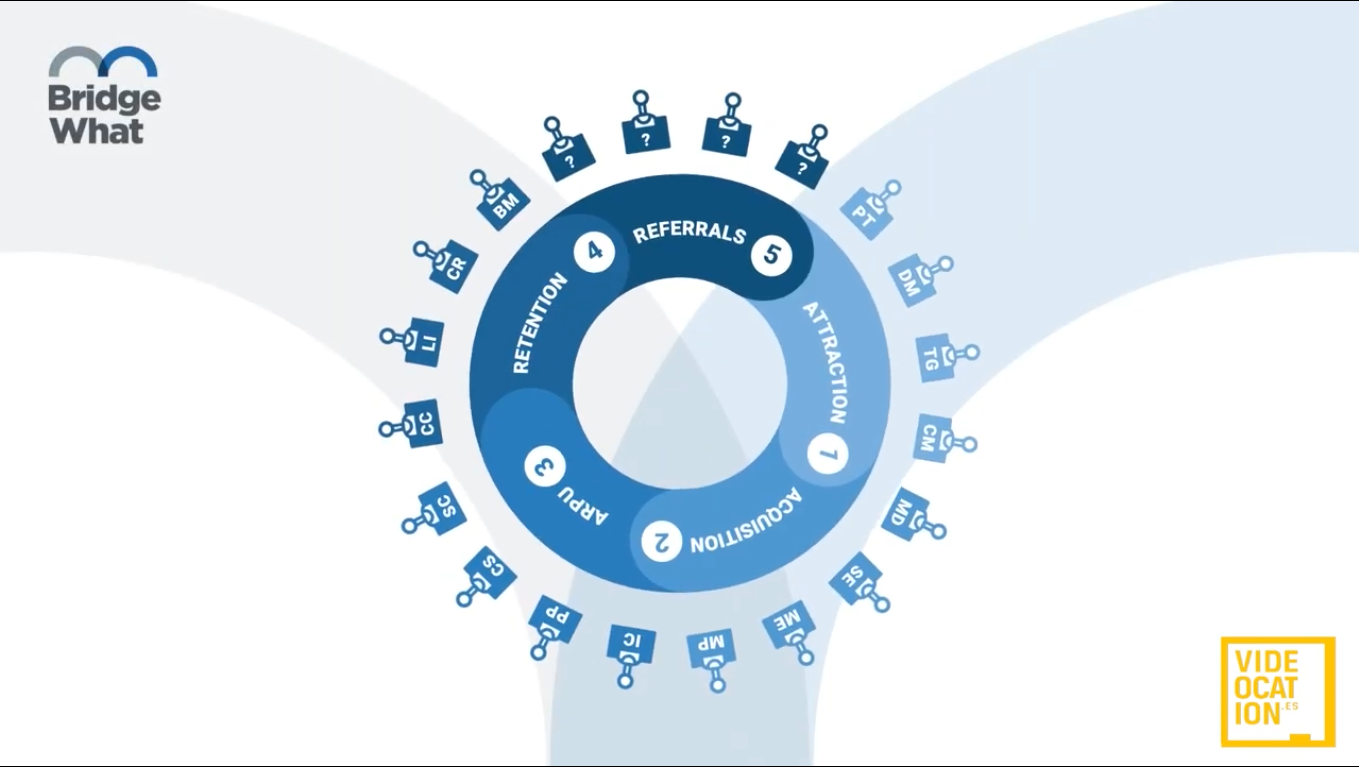 Bridge
What
?
?
?
?
PT
DM
TG
CM
MD
SE
ME
MP
IC
PP
CS
SC
CC
LI
CR
BM
REFERRALS
5
ATTRACTION
1
ACQUISITION
2
ARPU
3
RETENTION
4
VIDE
OCAT
ION.ES